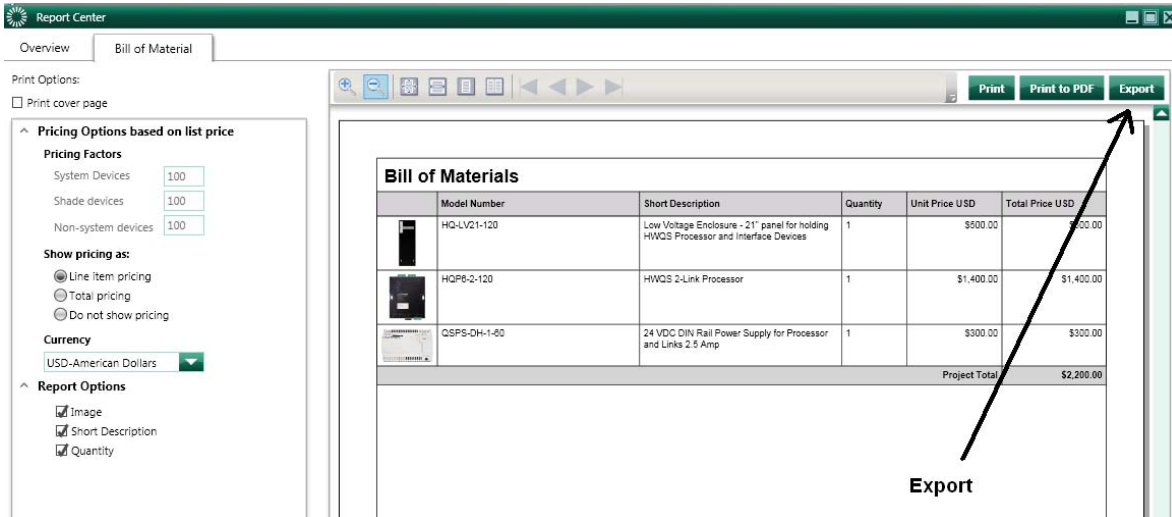 Report Center
Overview Bill of Material
Print Options:
Print cover page
Pricing Options based on list price
Pricing Factors
System Devices 100
Shade devices 100
Non-system devices 100
Show pricing as:
Line item pricing
Total pricing
Do not show pricing
Currency
USD-American Dollars
Report Options
Image
Short Description
Quantity
Print Print to PDF Export
Bill of Materials
Model Number Short Description Quantity Unit Price USD Total Price USD
HQ-LV21-120 Low Voltage Enclosure - 21" panel for holding 1 $500.00
HWQS Processor and Interface Devices
HQP6-2-120 HWQS 2-Link Processor 1 $1,400.00 $1,400.00
QSPS-DH-1-60 24 VDC DIN Rail Power Supply for Processor 1 $300.00 $300.00
and Links 2.5 Amp
Project Total $2,200.00
Export